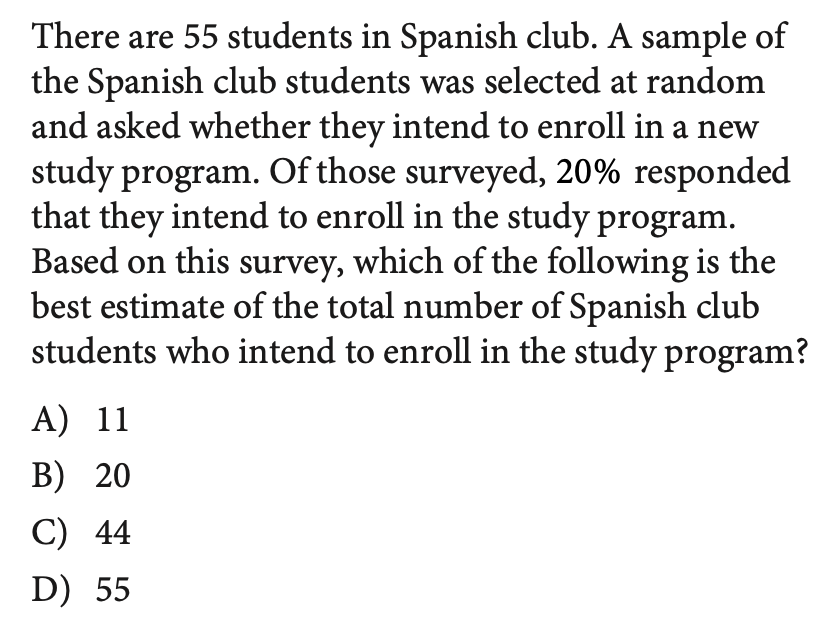 There are 55 students in Spanish club. A sample of
the Spanish club students was selected at random
and asked whether they intend to enroll in a new
study program. Of those surveyed, 20% responded
that they intend to enroll in the study program.
Based on this survey, which of the following is the
best estimate of the total number of Spanish club
students who intend to enroll in the study program?
A) 11
B) 20
C) 44
D) 55